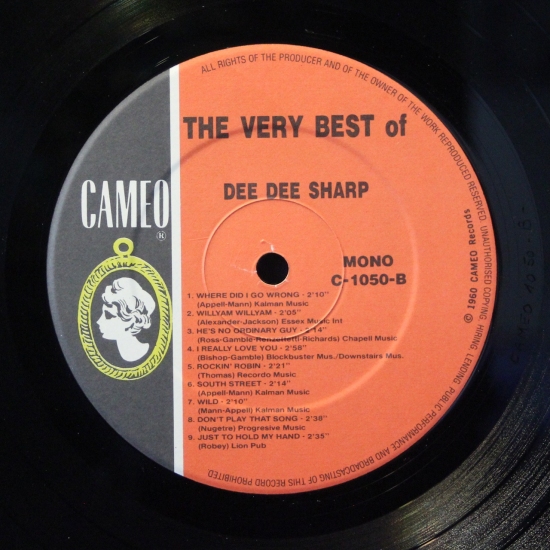 ALL RIGHTS OF THE PRODUCER AND OF THE OWNER OF THE WORK REPRODUCED RESERVED. UNAUTHORISED COPYING, HIRING, LENDING, PUBLIC PERFORMANCE AND BROADCASTING OF THIS RECORD PROHIBITED
THE VERY BEST of
DEE DEE SHARP
CAMEO
®
MONO
C-1050-B
© 1960 CAMEO Records
1. WHERE DID I GO WRONG - 2'10"
(Appell-Mann) Kalman Music
2. WILLYAM WILLYAM - 2'05"
(Alexander-Jackson) Essex Music Int
3. HE'S NO ORDINARY GUY - 2'14"
(Ross-Gamble-Renzetietti-Richards) Chapell Music
4. I REALLY LOVE YOU - 2'58"
(Bishop-Gamble) Blockbuster Mus./Downstairs Mus.
5. ROCKIN' ROBIN - 2'21"
(Thomas) Recordo Music
6. SOUTH STREET - 2'14"
(Appell-Mann) Kalman Music
7. WILD - 2'10"
(Mann-Appell) Kalman Music
8. DON'T PLAY THAT SONG - 2'38"
(Nugetre) Progresive Music
9. JUST TO HOLD MY HAND - 2'35"
(Robey) Lion Pub